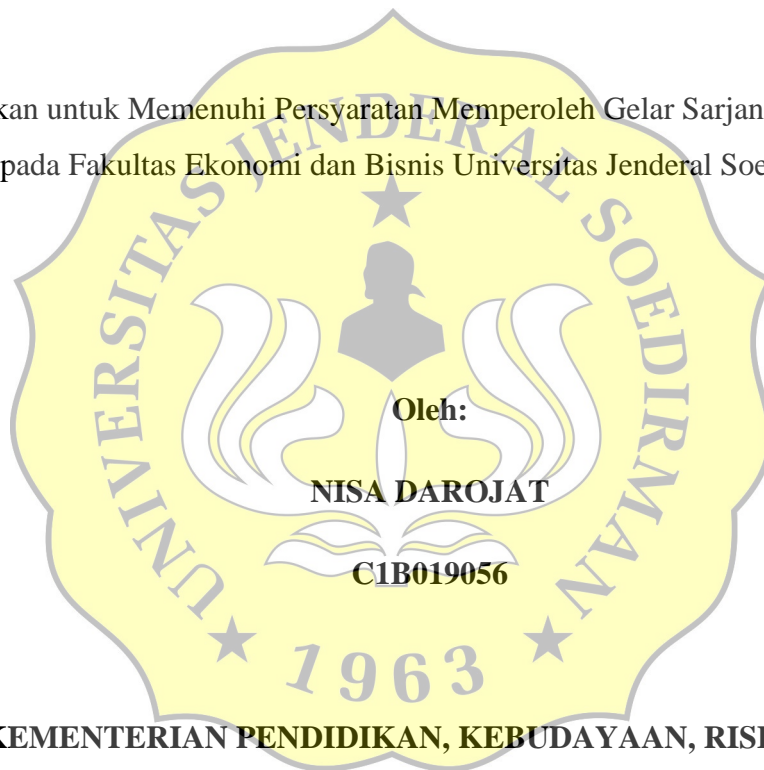 kan untuk Memenuhi Persyaratan Memperoleh Gelar Sarjan
pada Fakultas Ekonomi dan Bisnis Universitas Jenderal Soe
UNIVERSITAS JENDERAL SOEDIRMAN
Oleh:
NISA DAROJAT
C1B019056
1963
KEMENTERIAN PENDIDIKAN, KEBUDAYAAN, RISE